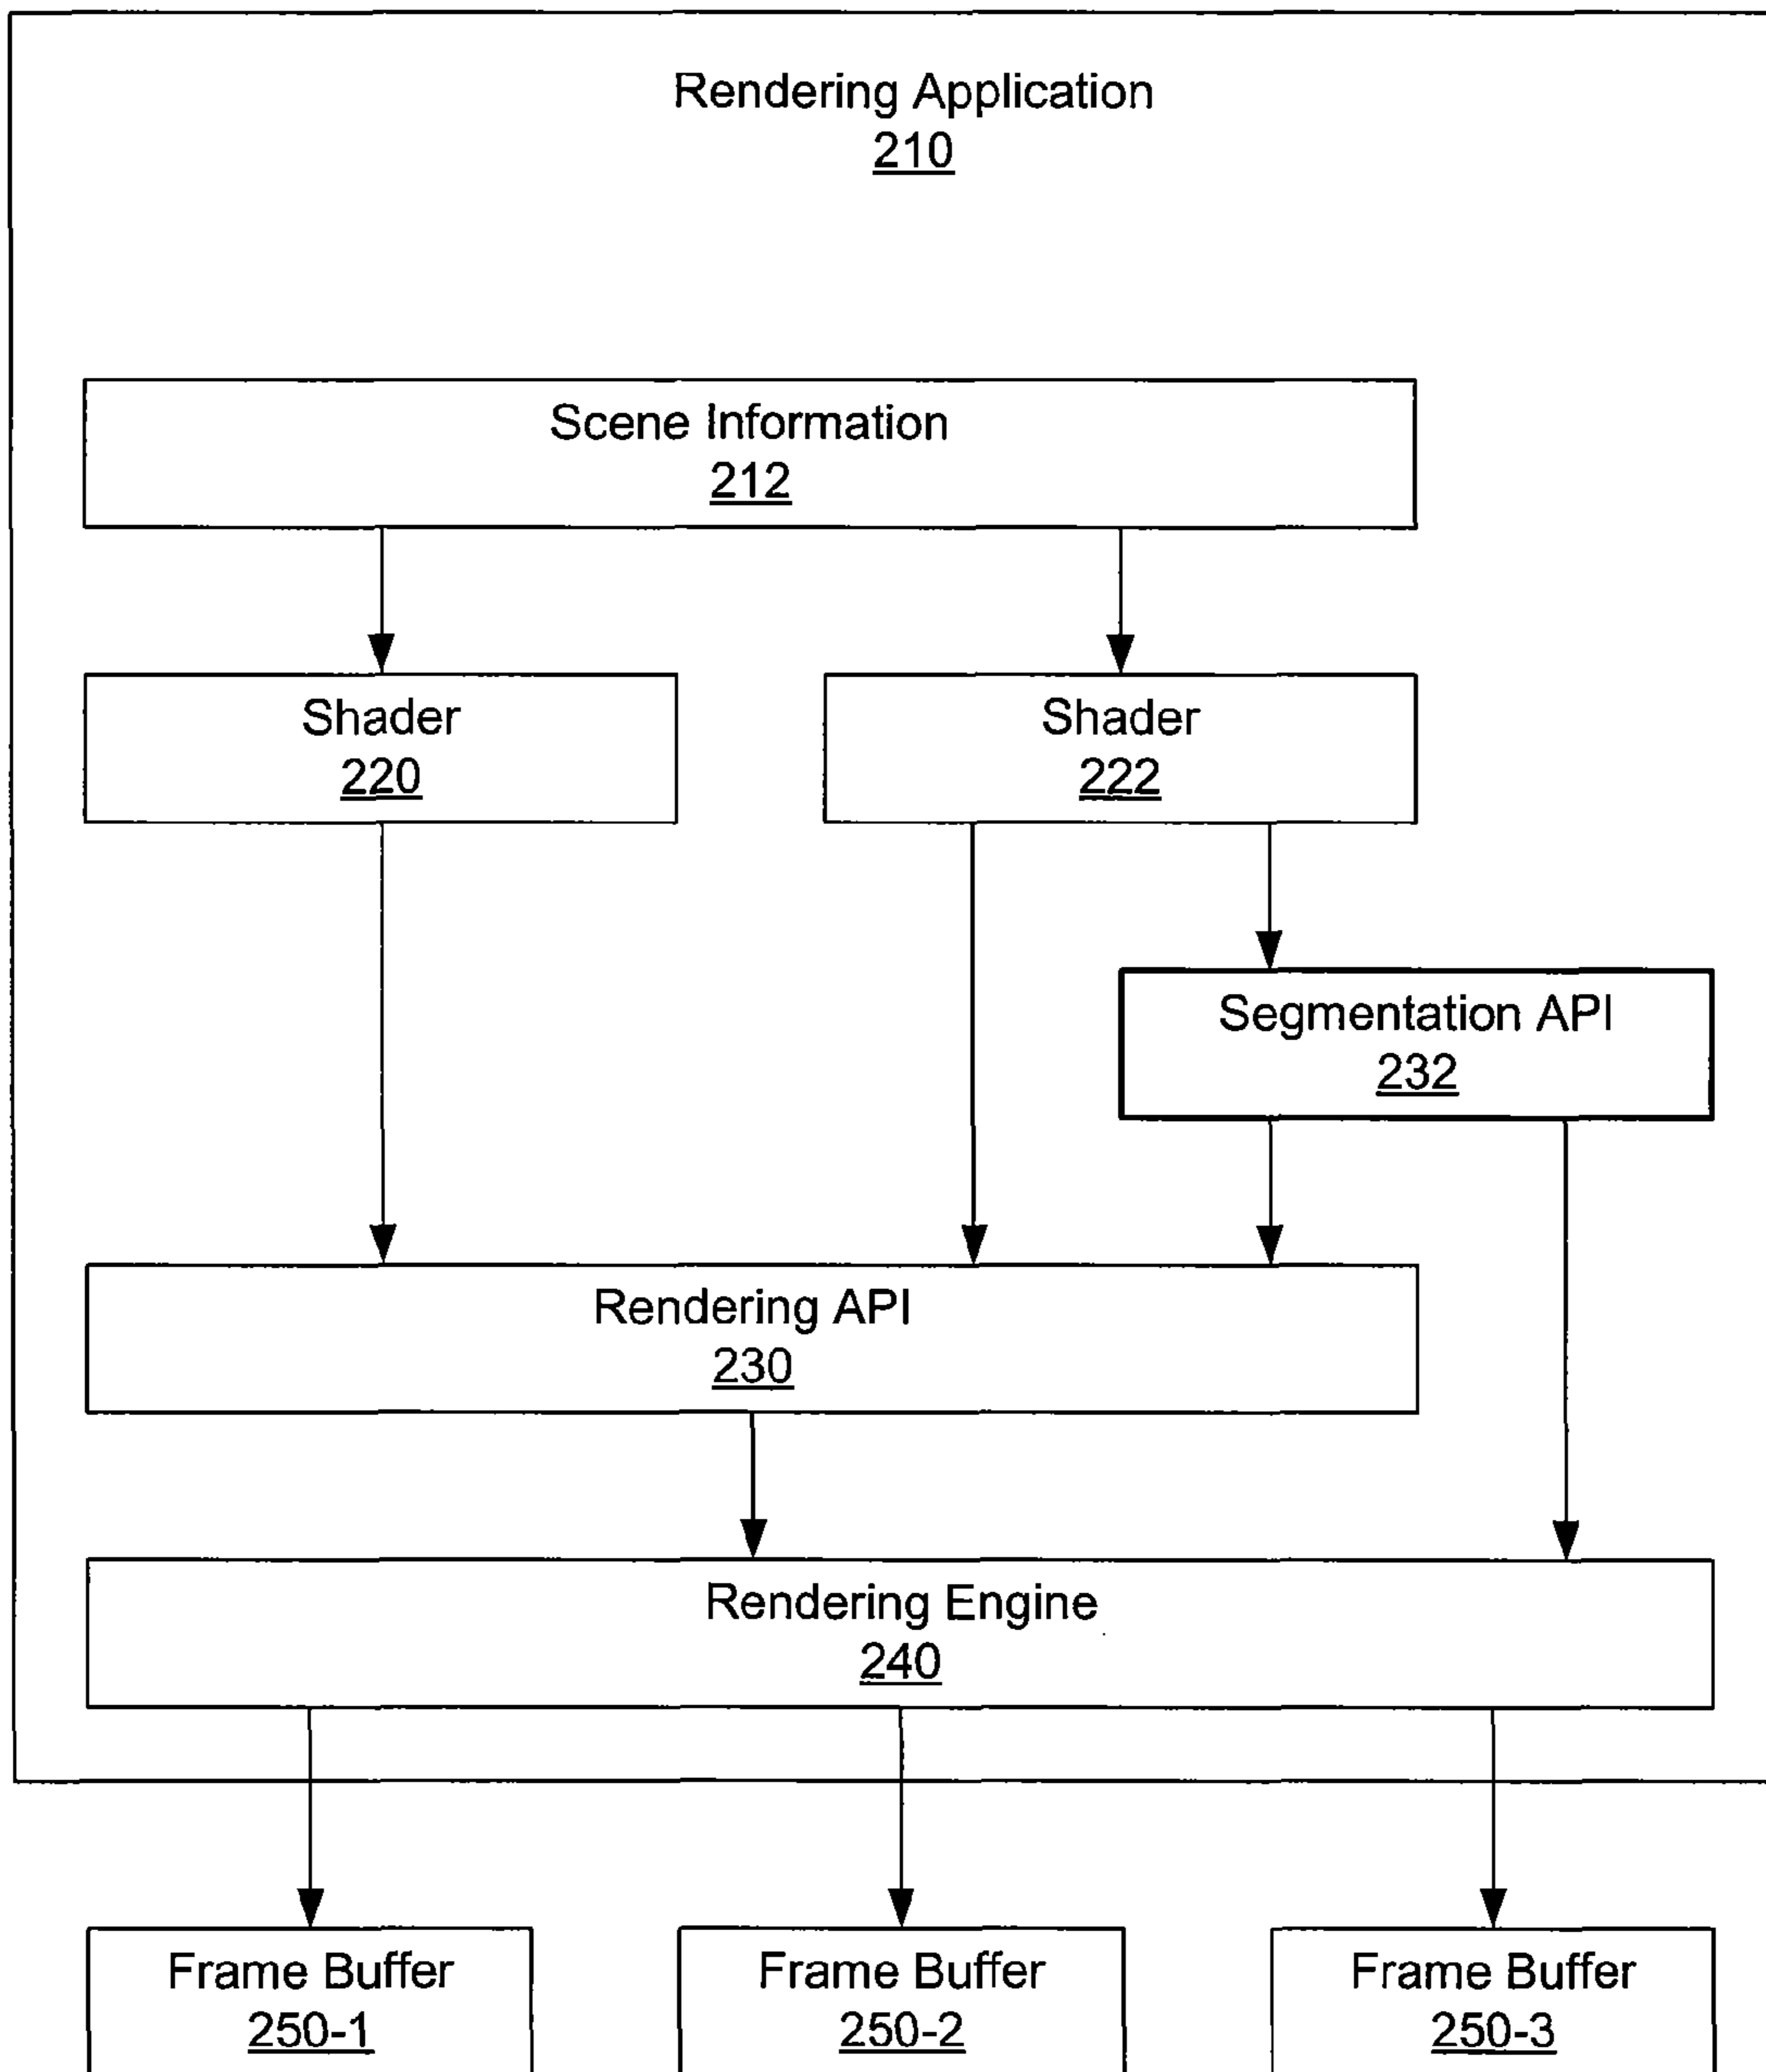 Rendering Application
210
Scene Information
212
Shader
220
Shader
222
Segmentation API
232
Rendering API
230
Rendering Engine
240
Frame Buffer
250-1
Frame Buffer
250-2
Frame Buffer
250-3